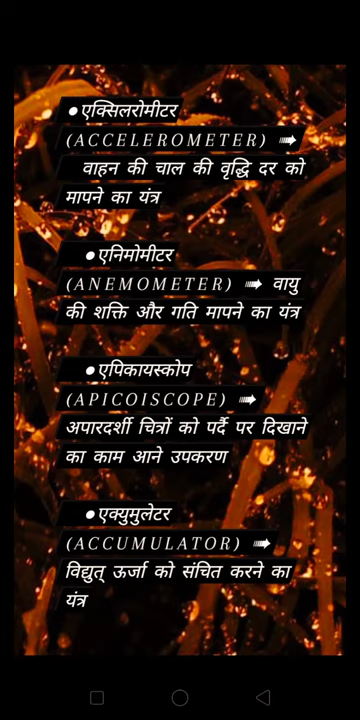 ●एक्सिलरोमीटर
(ACCELEROMETER) ➠
वाहन की चाल की वृद्धि दर को
मापने का यंत्र
●एनिमोमीटर
(ANEMOMETER) ➠ वायु
की शक्ति और गति मापने का यंत्र
●एपिकायस्कोप
(APICOISCOPE) ➠
अपारदर्शी चित्रों को पर्दै पर दिखाने
का काम आने उपकरण
●एक्युमुलेटर
(ACCUMULATOR) ➠
विद्युत् ऊर्जा को संचित करने का
यंत्र